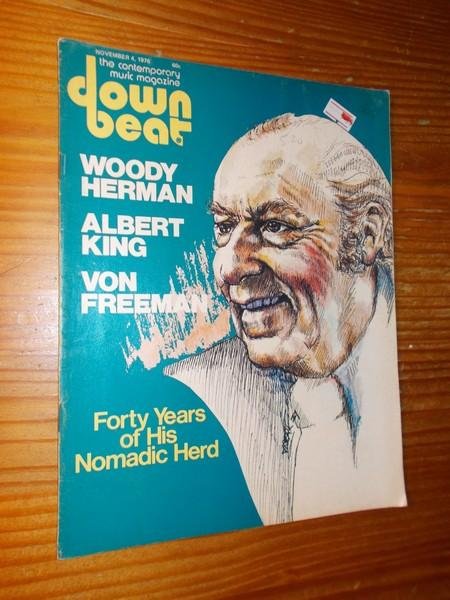 NOVEMBER 4, 1976 60c
the contemporary
music magazine
down
beat
WOODY
HERMAN
ALBERT
KING
VON
FREEMAN
Forty Years
of His
Nomadic Herd